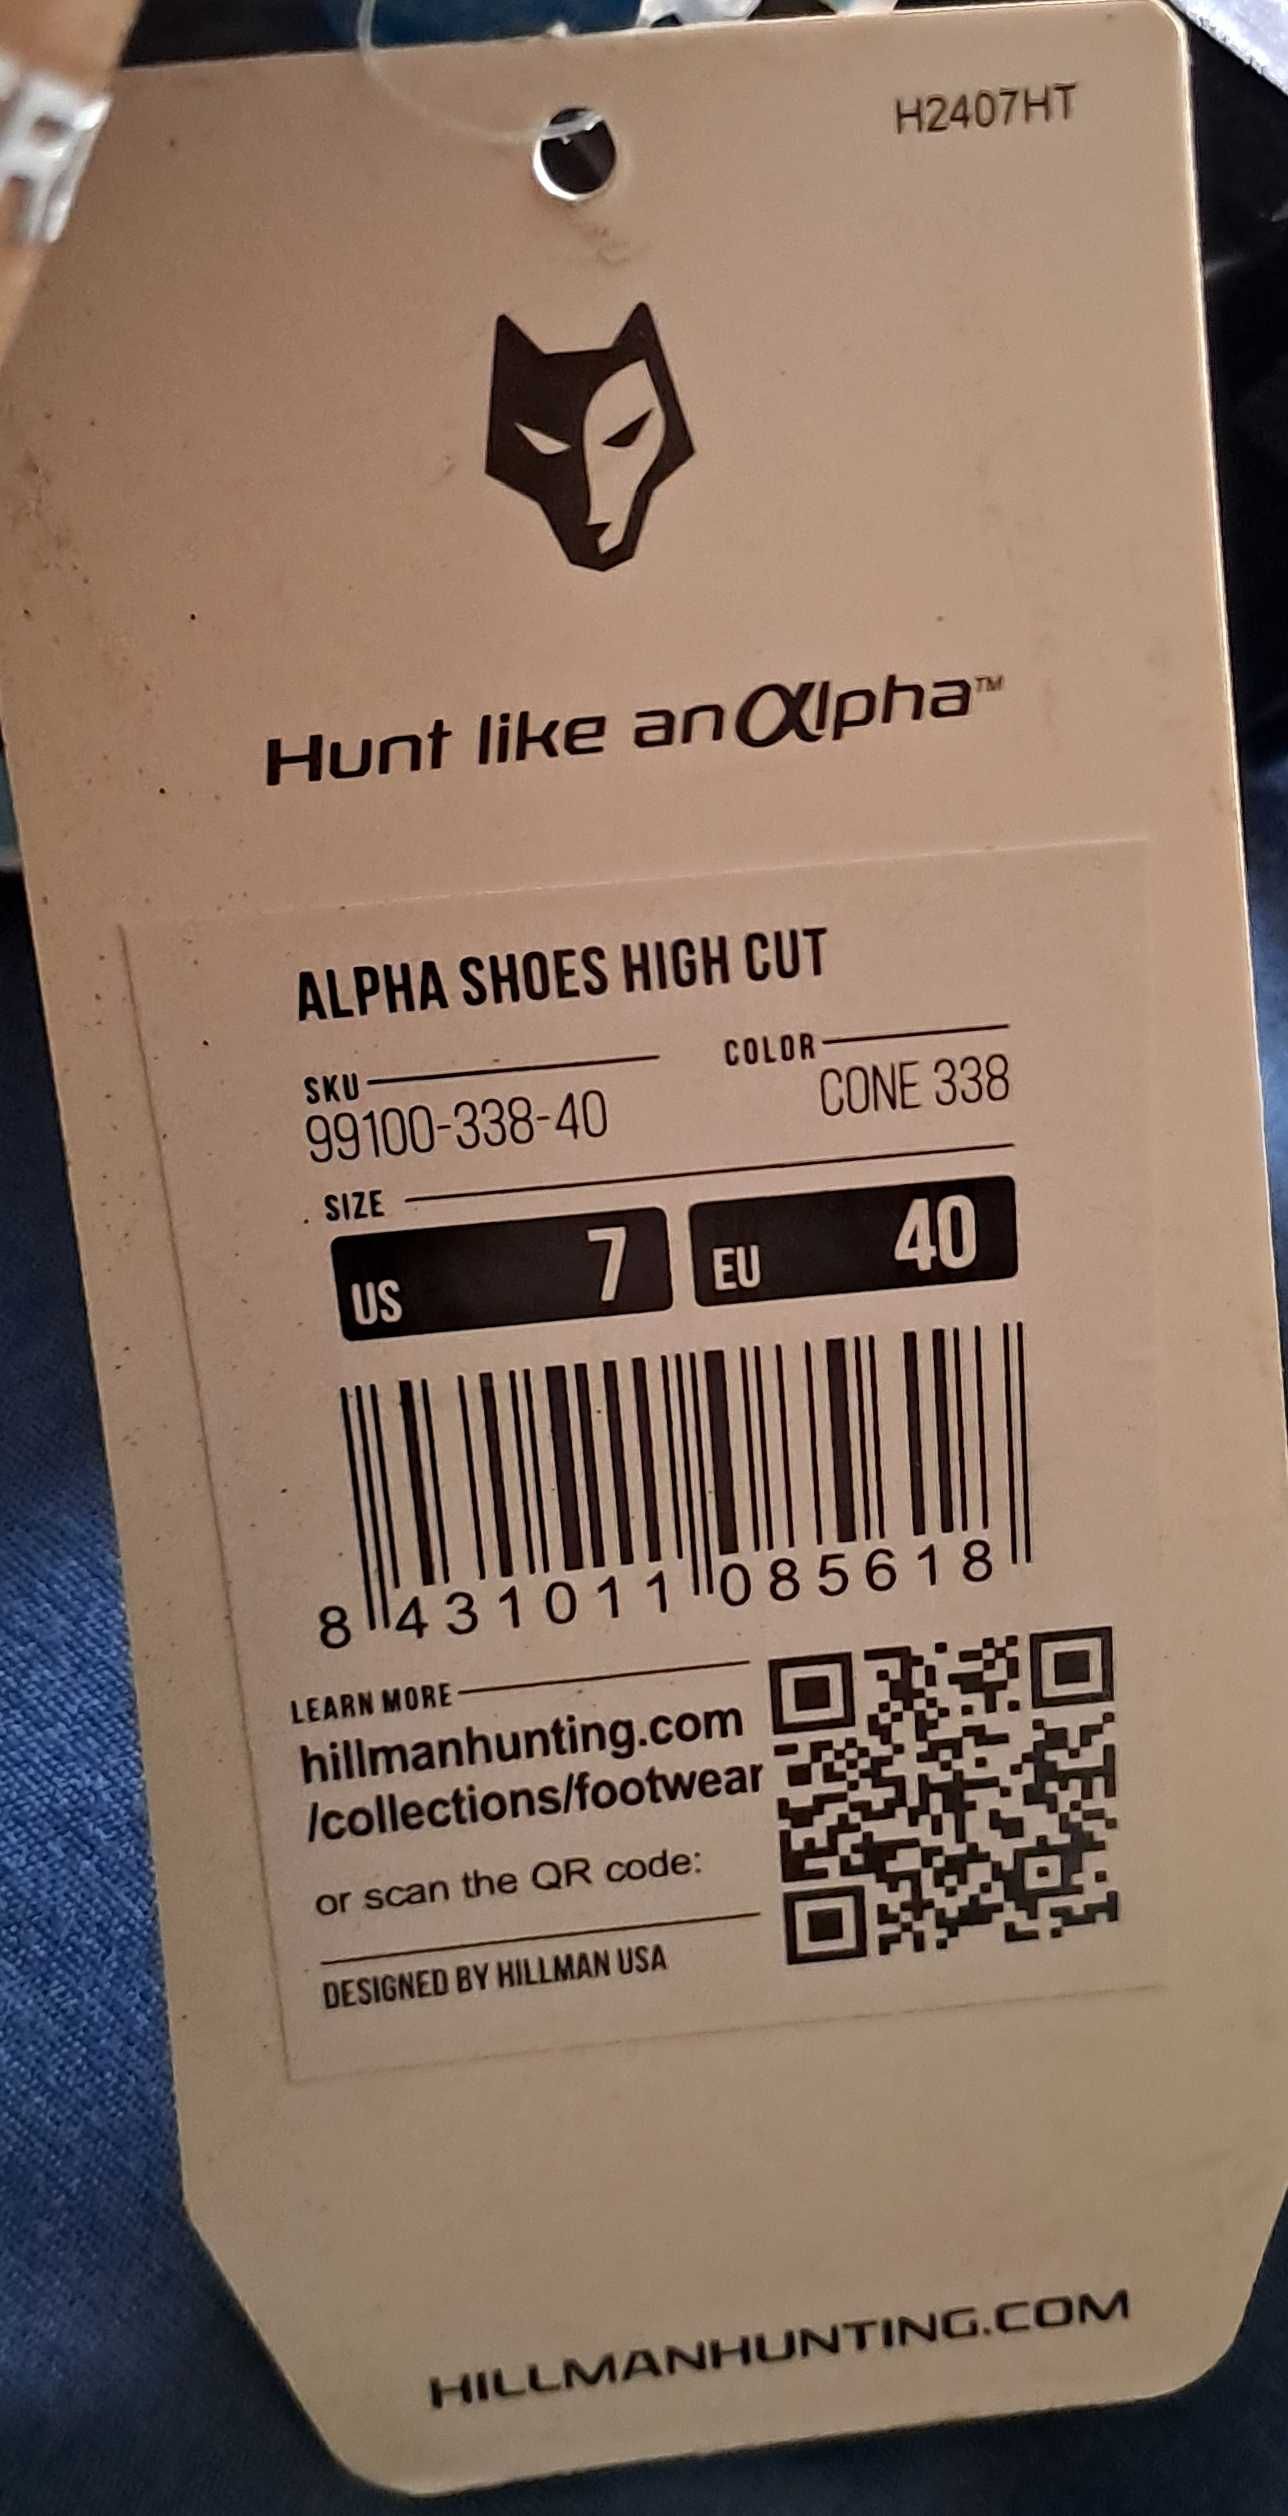 H2407HT
Hunt like an αlpha™
ALPHA SHOES HIGH CUT
SKU
99100-338-40
COLOR
CONE 338
SIZE
US 7
EU 40
8 431011 085618
LEARN MORE
hillmanhunting.com
/collections/footwear
or scan the QR code:
DESIGNED BY HILLMAN USA
HILLMANHUNTING.COM